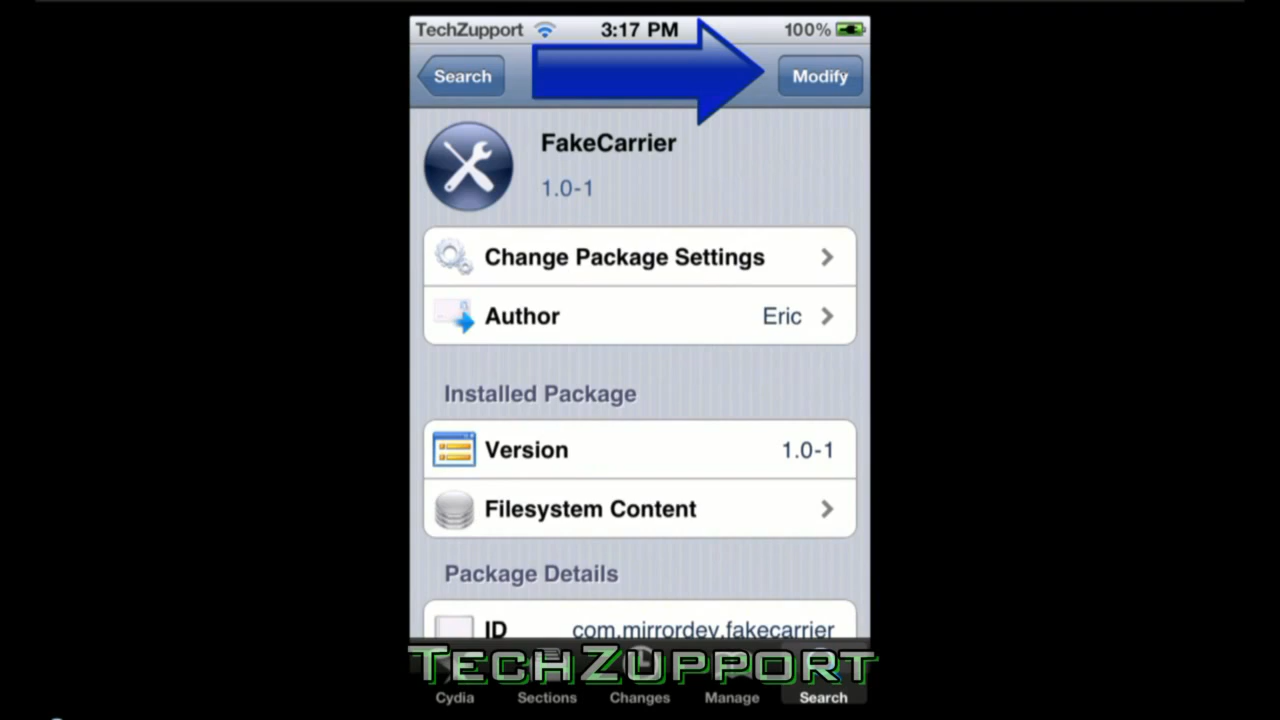 TechZupport 3:17 PM 100%
Search Modify
FakeCarrier
1.0-1
Change Package Settings
Author Eric
Installed Package
Version 1.0-1
Filesystem Content
Package Details
ID com.mirrordev.fakecarrier
TechZupport
Cydia Sections Changes Manage Search